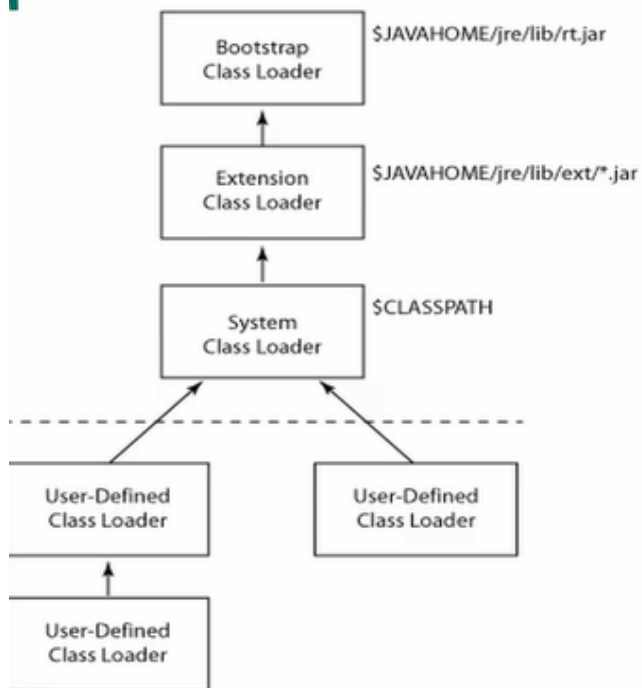 Bootstrap
Class Loader
$JAVAHOME/jre/lib/rt.jar
Extension
Class Loader
$JAVAHOME/jre/lib/ext/*.jar
System
Class Loader
$CLASSPATH
User-Defined
Class Loader
User-Defined
Class Loader
User-Defined
Class Loader